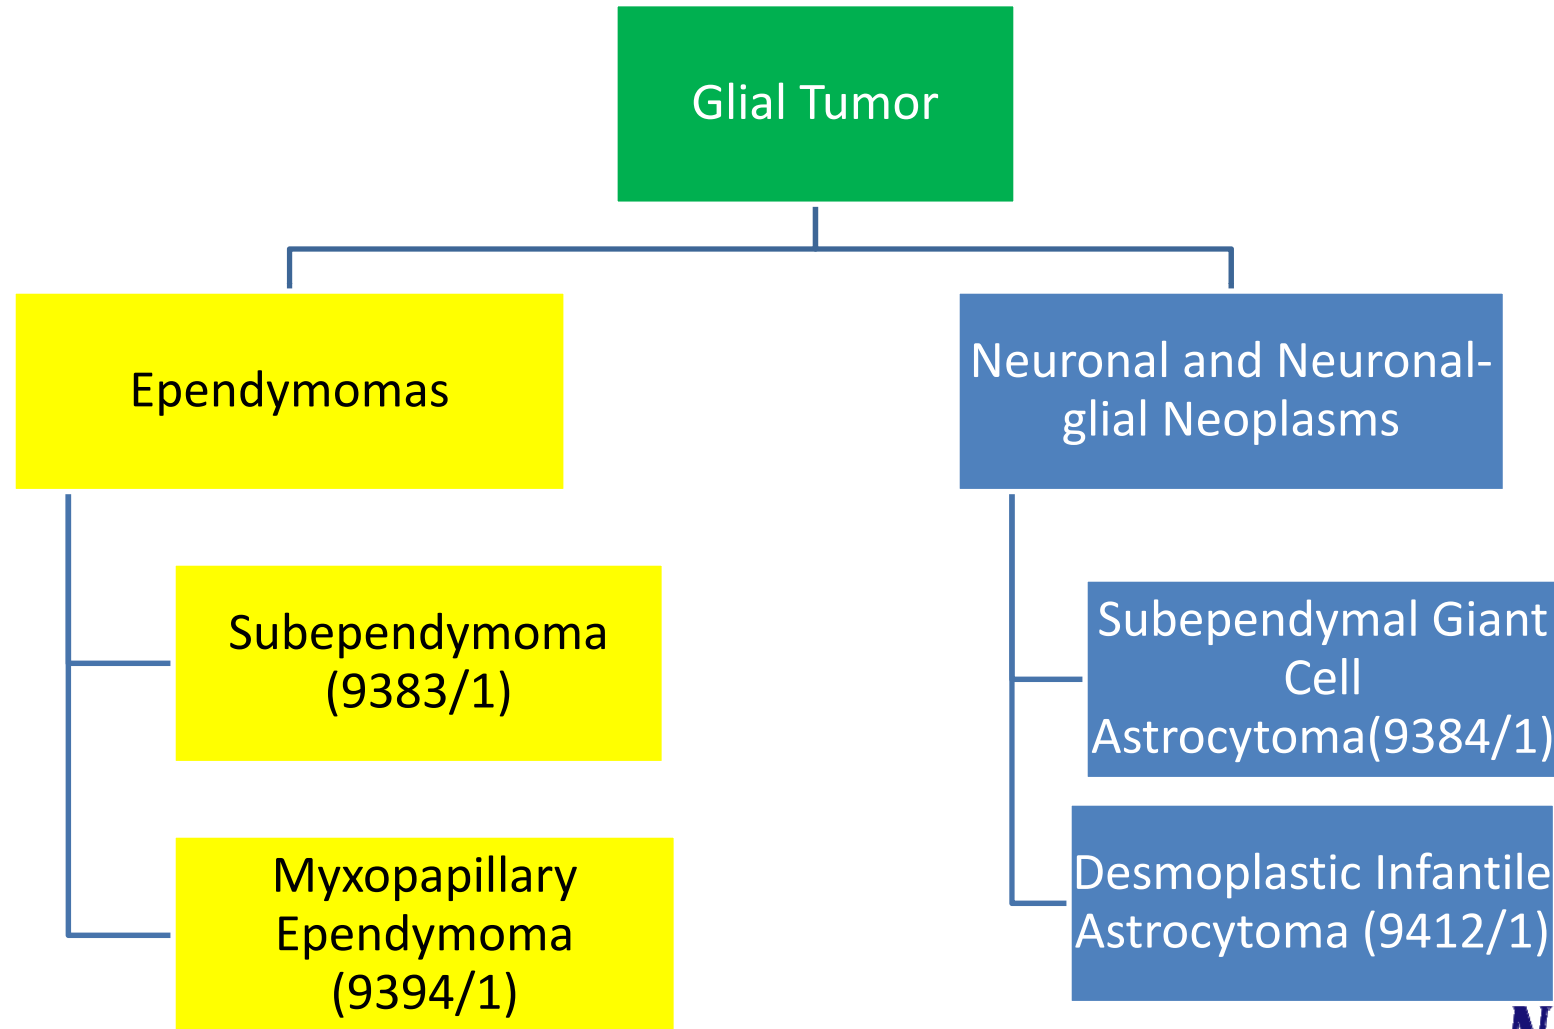 Glial Tumor
Ependymomas
Neuronal and Neuronal-
glial Neoplasms
Subependymoma
(9383/1)
Subependymal Giant
Cell
Astrocytoma(9384/1)
Myxopapillary
Ependymoma
(9394/1)
Desmoplastic Infantile
Astrocytoma (9412/1)